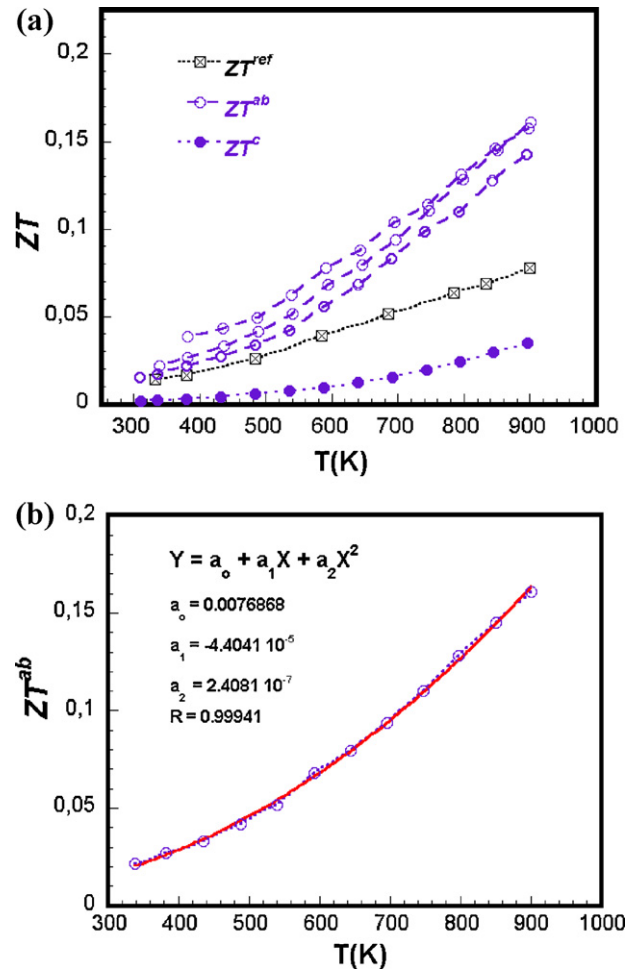 (a)
0,2
0,15
0,1
0,05
0
ZT
ZT^ref
ZT^ab
ZT^c
300 400 500 600 700 800 900 1000
T(K)
(b)
0,2
0,15
0,1
0,05
0
ZT^ab
Y = a_o + a_1X + a_2X^2
a_o = 0.0076868
a_1 = -4.4041 10^-5
a_2 = 2.4081 10^-7
R = 0.99941
300 400 500 600 700 800 900 1000
T(K)